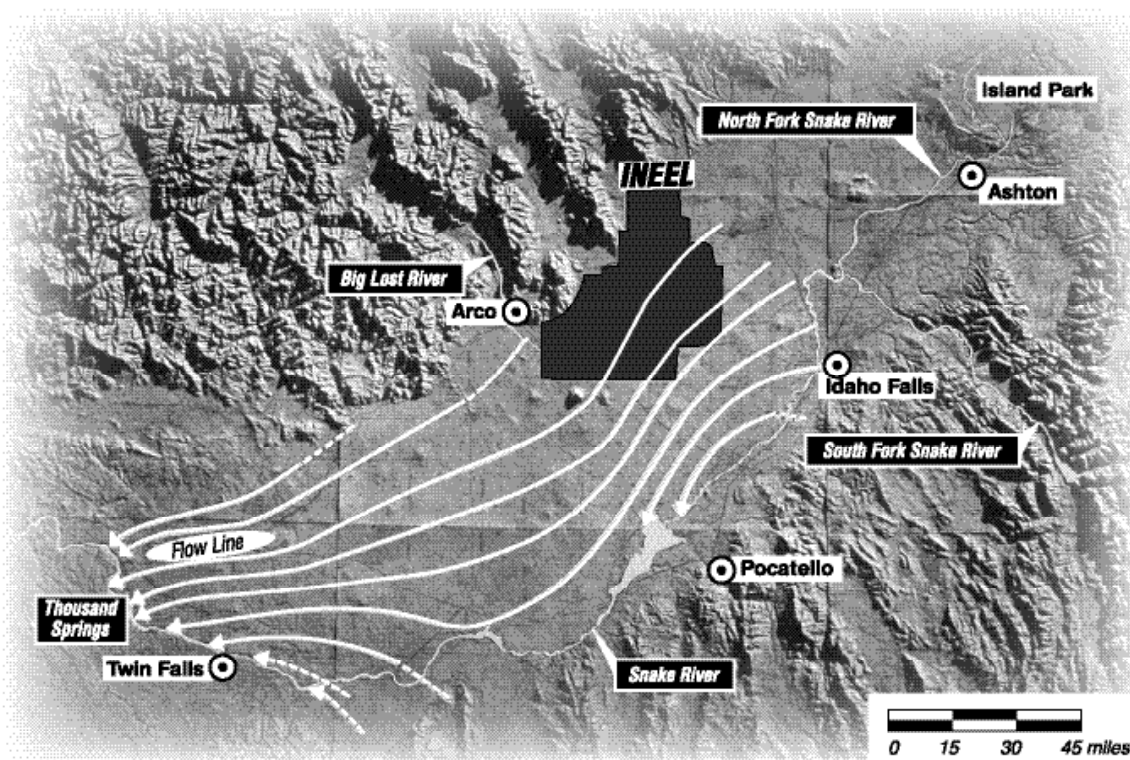 Island Park
North Fork Snake River
INEEL
Ashton
Big Lost River
Arco
Idaho Falls
South Fork Snake River
Flow Line
Pocatello
Thousand
Springs
Twin Falls
Snake River
0 15 30 45 miles